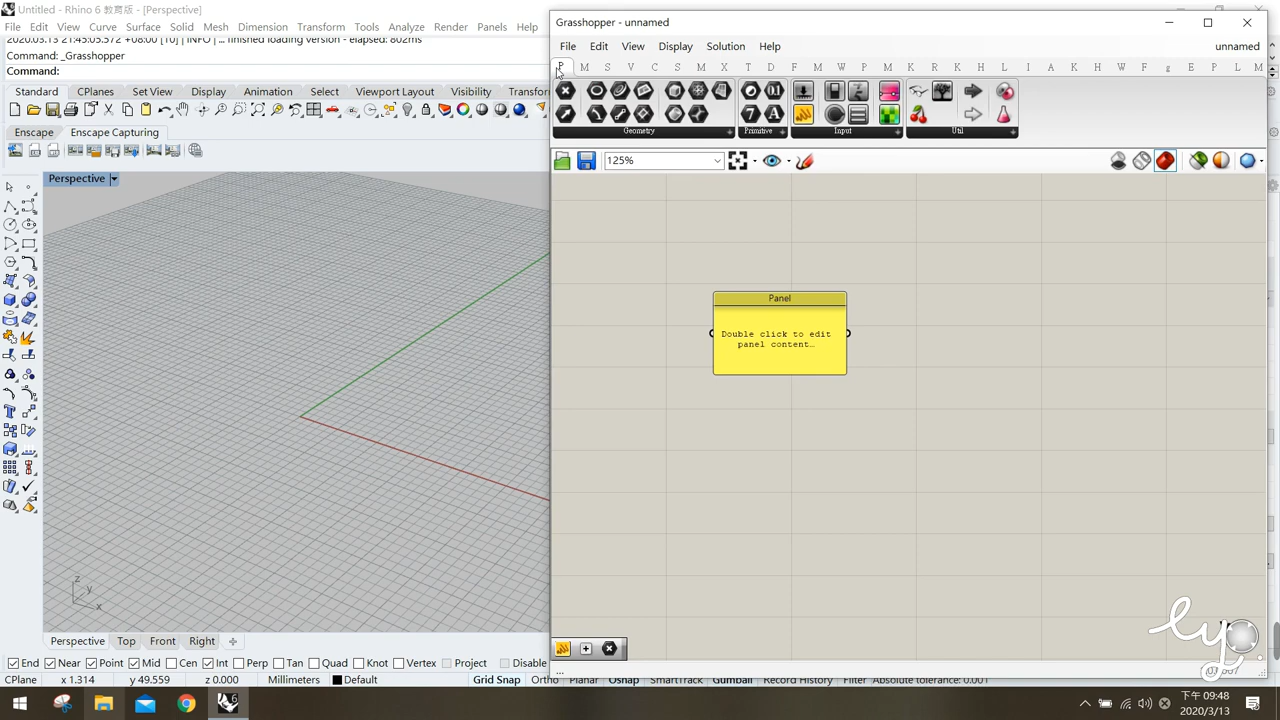 Untitled - Rhino 6 教育版 - [Perspective]
File Edit View Curve Surface Solid Mesh Dimension Transform Tools Analyze Render Panels Help
2020.03.13 21:45:05.572 +08:00 [10] | INFO | ... finished loading version - elapsed: 802ms
Command: _Grasshopper
Command:
Standard CPlanes Set View Display Select Viewport Layout Visibility Transform
Enscape Enscape Capturing
Perspective
z
y
x
Perspective Top Front Right
End Near Point Mid Cen Int Perp Tan Quad Knot Vertex Project Disable
CPlane x 1.314 y 49.559 z 0.000 Millimeters Default Grid Snap Ortho Planar Osnap SmartTrack Gumball Record History Filter Absolute tolerance: 0.001
Grasshopper - unnamed
File Edit View Display Solution Help unnamed
P M S V C S M X T D F M W P M K R K I A K H W F g E P L M
Geometry Primitive Input Util
125%
Panel
Double click to edit
panel content…
...
lyo
下午 09:48
2020/3/13